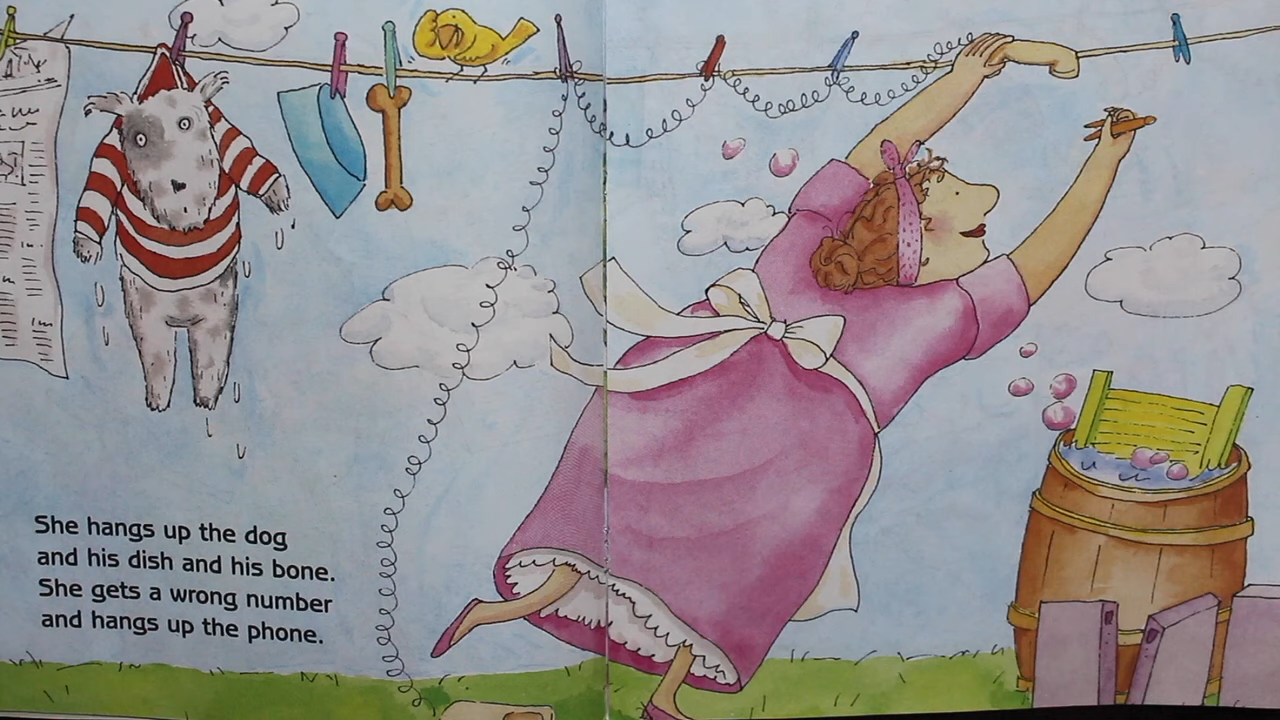 She hangs up the dog
and his dish and his bone.
She gets a wrong number
and hangs up the phone.